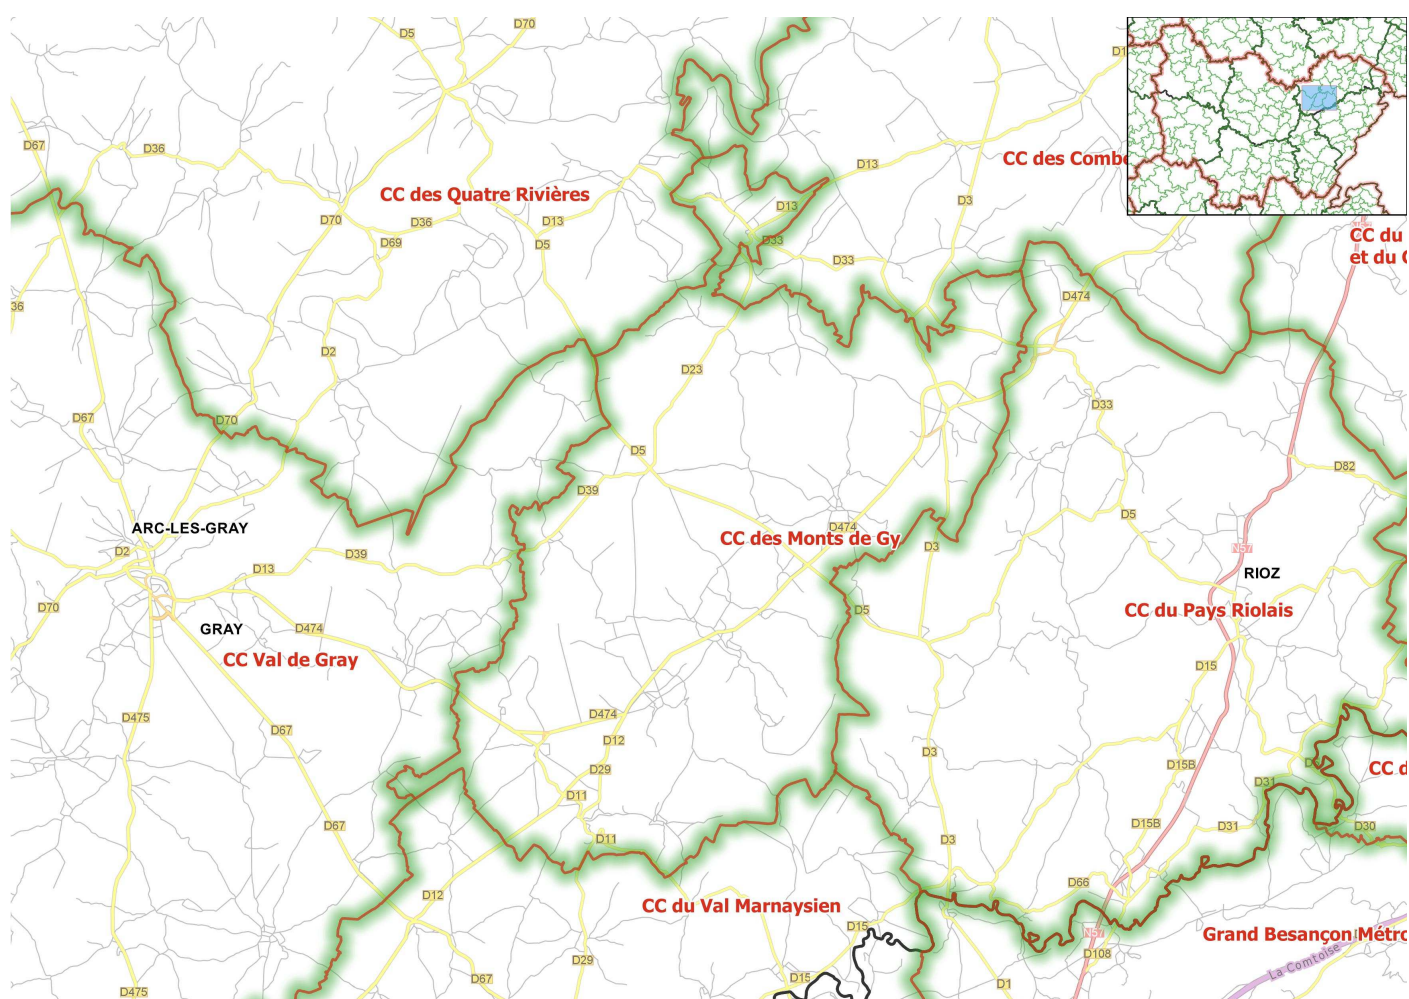 D5
D70
D1
D67
D36
CC des Combe
D13
CC des Quatre Rivières
D3
D70
D36
D13
D13
D69
D5
D33
D33
CC du
et du C
36
D474
D2
D23
D67
D70
D33
D5
D82
D39
D5
ARC-LES-GRAY
D474
CC des Monts de Gy
D3
N57
D2
D39
D13
RIOZ
D70
D5
CC du Pays Riolais
GRAY
D474
CC Val de Gray
D15
D475
D474
D67
D12
D3
D15B
D29
CC d
D31
D11
D67
D15B
D31
D30
D11
D3
D66
D12
CC du Val Marnaysien
D15
N57
Grand Besançon Métro
D108
D29
La Comtoise
D67
D15
D1
D475